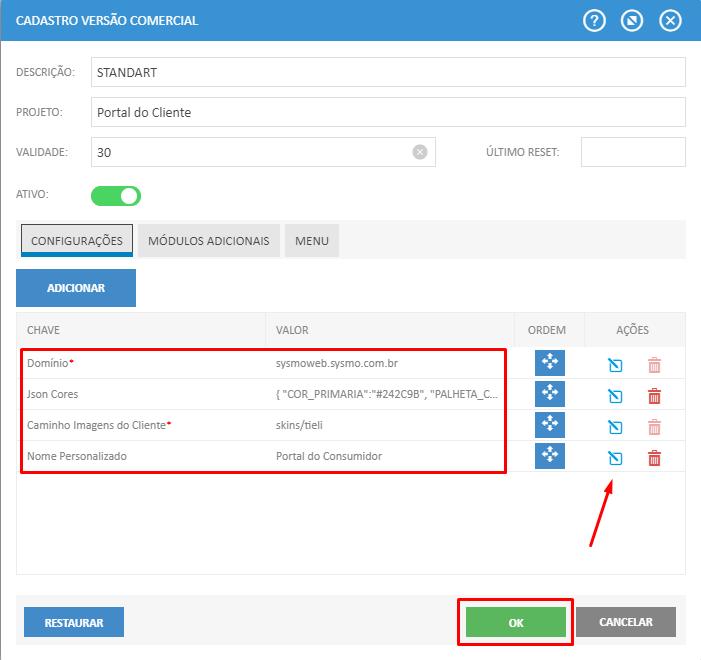 CADASTRO VERSÃO COMERCIAL
?
DESCRIÇÃO: STANDART
PROJETO: Portal do Cliente
VALIDADE: 30 ÚLTIMO RESET:
ATIVO:
CONFIGURAÇÕES MÓDULOS ADICIONAIS MENU
ADICIONAR
CHAVE VALOR ORDEM AÇÕES
Domínio* sysmoweb.sysmo.com.br
Json Cores { "COR_PRIMARIA":"#242C9B", "PALHETA_C...
Caminho Imagens do Cliente* skins/tieli
Nome Personalizado Portal do Consumidor
RESTAURAR OK CANCELAR